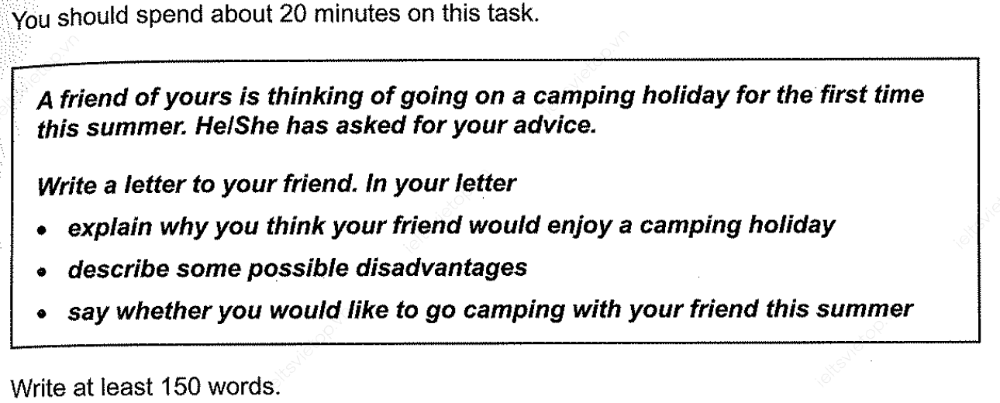 You should spend about 20 minutes on this task.
A friend of yours is thinking of going on a camping holiday for the first time
this summer. He/She has asked for your advice.
Write a letter to your friend. In your letter
• explain why you think your friend would enjoy a camping holiday
• describe some possible disadvantages
• say whether you would like to go camping with your friend this summer
Write at least 150 words.